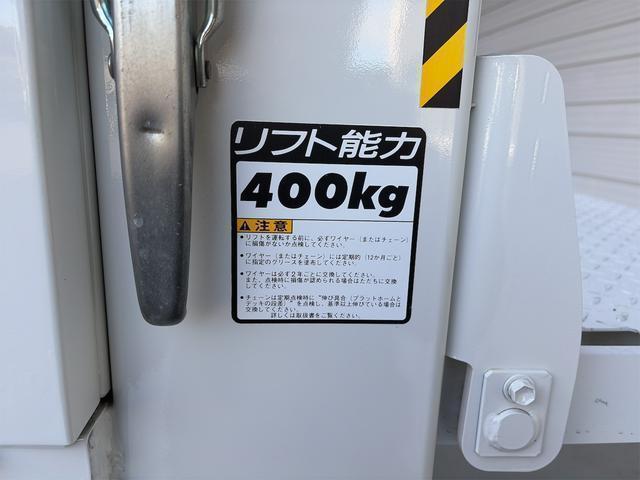 リフト能力
400kg
⚠注意
• リフトを運転する前に、必ずワイヤー(またはチェーン)
に損傷がないか点検してください。
• ワイヤー(またはチェーン)には定期的(12か月ごと)
に指定のグリースを塗布してください。
• ワイヤーは必ず2年ごとに交換してください。
また、点検時に損傷が認められる場合はただちに交換
してください。
• チェーンは定期点検時に“伸び具合(プラットホームと
デッキの段差)”を点検し、基準以上伸びている場合は
交換してください。
詳しくは取扱書をご覧ください。